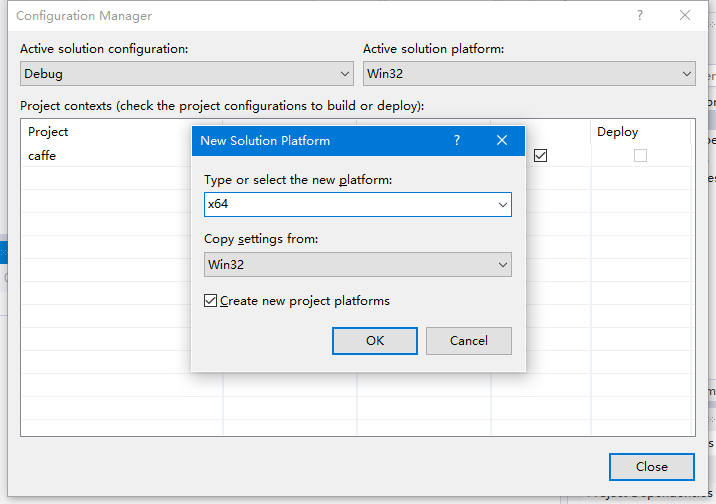 Configuration Manager
Active solution configuration:
Active solution platform:
Debug
Win32
Project contexts (check the project configurations to build or deploy):
Project
Deploy
caffe
New Solution Platform
Type or select the new platform:
x64
Copy settings from:
Win32
Create new project platforms
OK
Cancel
Close
Project Dependencies